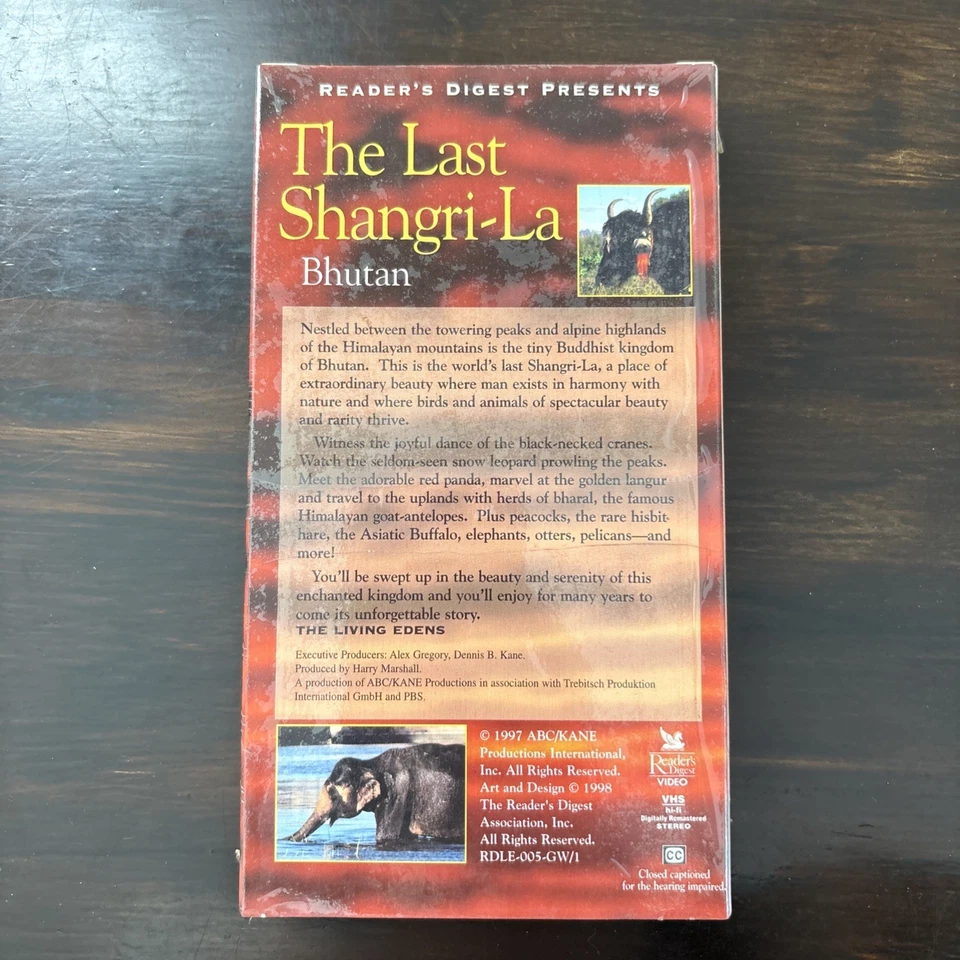 READER'S DIGEST PRESENTS
The Last
Shangri-La
Bhutan
Nestled between the towering peaks and alpine highlands
of the Himalayan mountains is the tiny Buddhist kingdom
of Bhutan. This is the world's last Shangri-La, a place of
extraordinary beauty where man exists in harmony with
nature and where birds and animals of spectacular beauty
and rarity thrive.
Witness the joyful dance of the black-necked cranes.
Watch the seldom-seen snow leopard prowling the peaks.
Meet the adorable red panda, marvel at the golden langur
and travel to the uplands with herds of bharal, the famous
Himalayan goat-antelopes. Plus peacocks, the rare hisbit-
hare, the Asiatic Buffalo, elephants, otters, pelicans—and
more!
You'll be swept up in the beauty and serenity of this
enchanted kingdom and you'll enjoy for many years to
come its unforgettable story.
THE LIVING EDENS
Executive Producers: Alex Gregory, Dennis B. Kane.
Produced by Harry Marshall.
A production of ABC/KANE Productions in association with Trebitsch Produktion
International GmbH and PBS.
© 1997 ABC/KANE
Productions International,
Inc. All Rights Reserved.
Art and Design © 1998
The Reader's Digest
Association, Inc.
All Rights Reserved.
RDLE-005-GW/1
Reader's
Digest
VIDEO
VHS
hi-fi
Digitally Remastered
STEREO
CC
Closed captioned
for the hearing impaired.